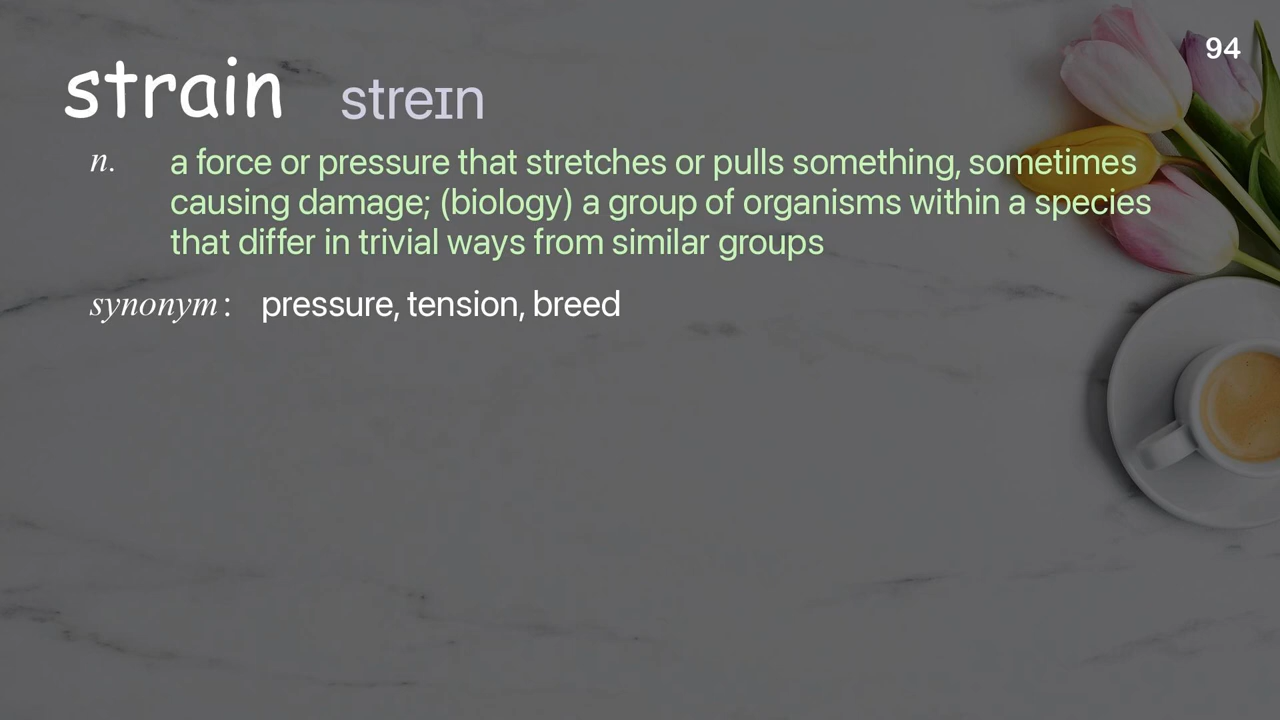 94
strain streɪn
n. a force or pressure that stretches or pulls something, sometimes
causing damage; (biology) a group of organisms within a species
that differ in trivial ways from similar groups
synonym: pressure, tension, breed